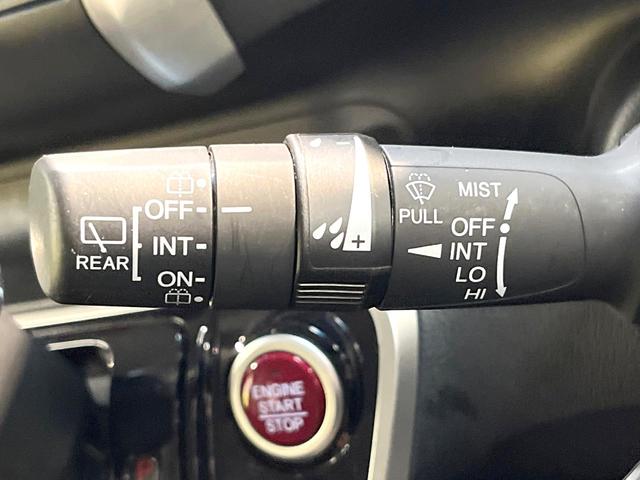 OFF
INT
ON
REAR
- 
+
PULL
MIST
OFF
INT
LO
HI
ENGINE
START
STOP